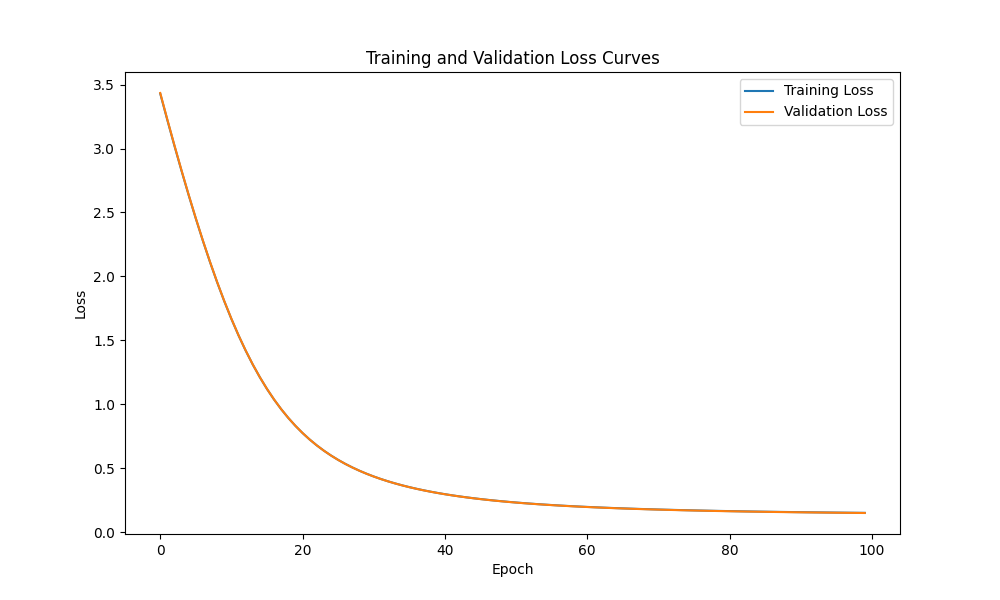 Training and Validation Loss Curves
Training Loss
Validation Loss
3.5
3.0
2.5
2.0
1.5
1.0
0.5
0.0
Loss
0 20 40 60 80 100
Epoch